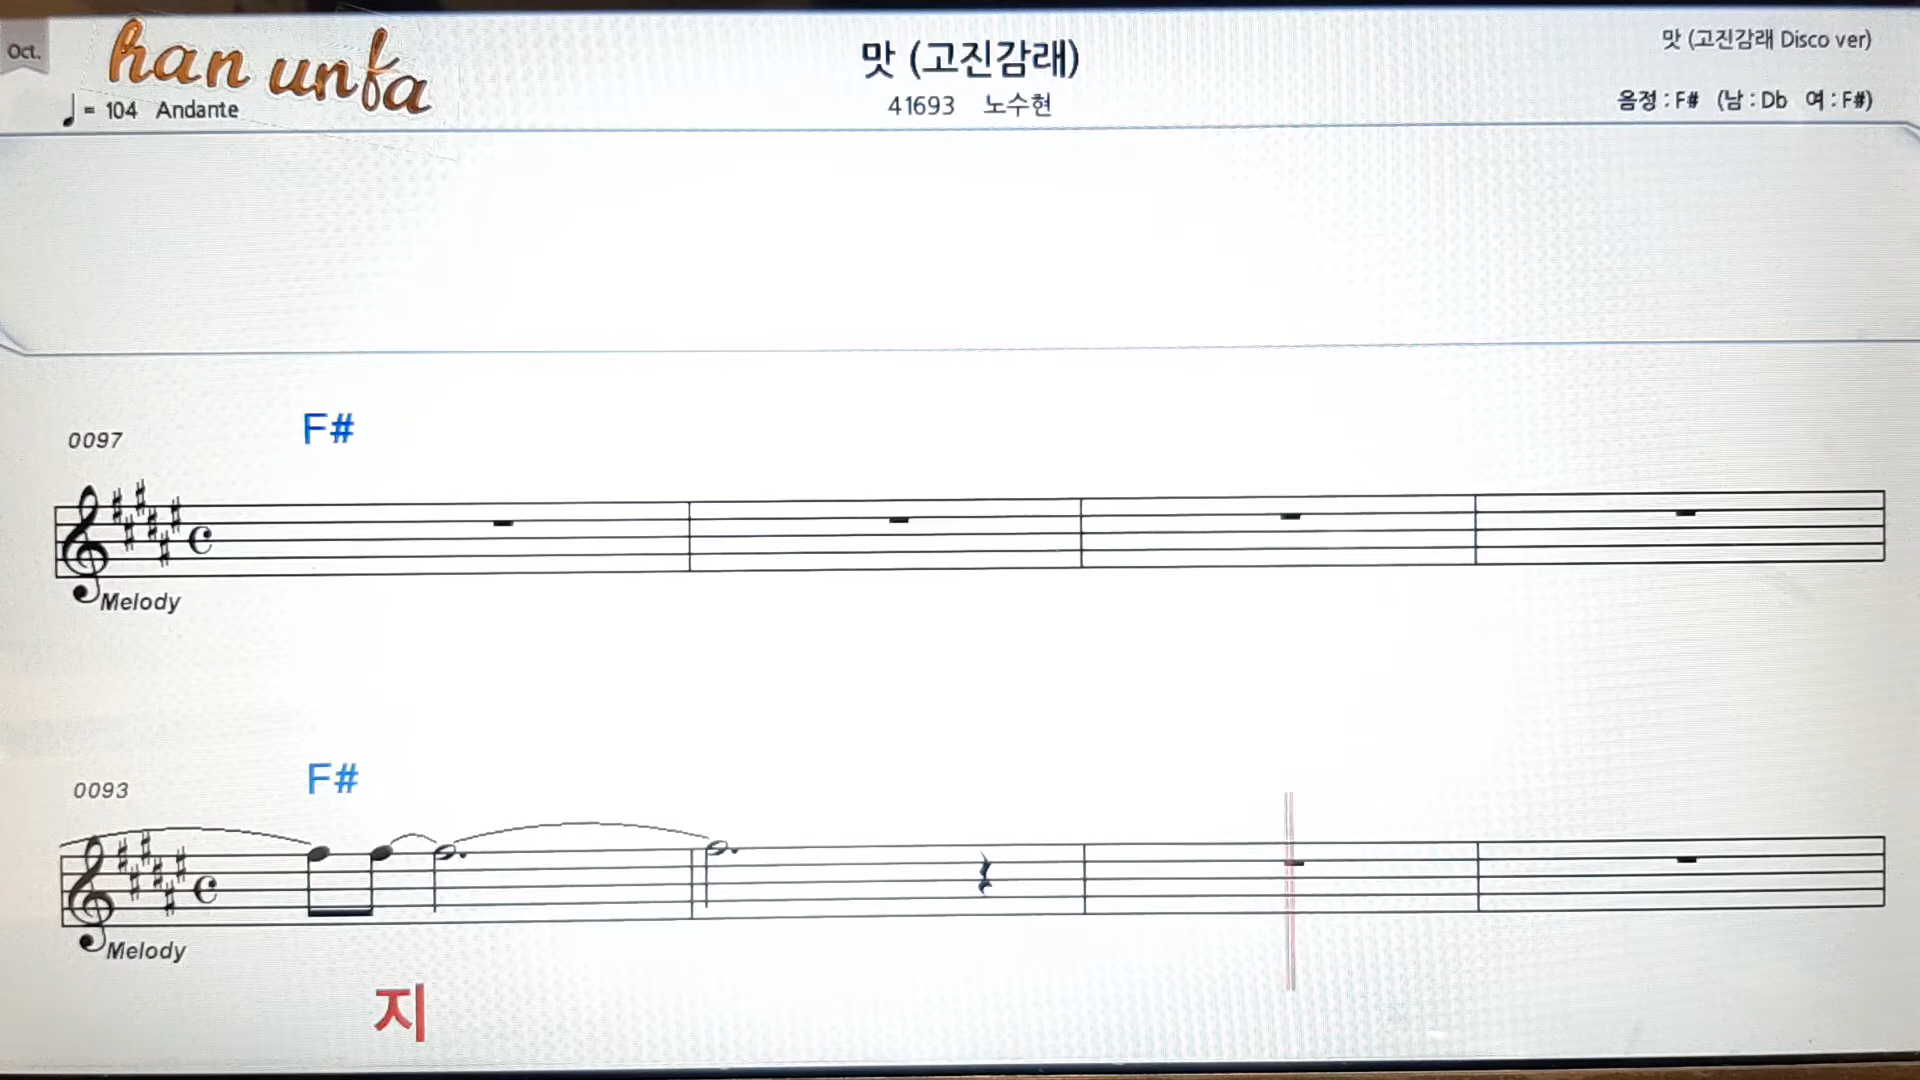 Oct.
han unfa
맛 (고진감래)
맛 (고진감래 Disco ver)
♩ = 104 Andante
41693 노수현
음정 : F# (남 : Db 여 : F#)
0097
F#
Melody
0093
F#
Melody
지